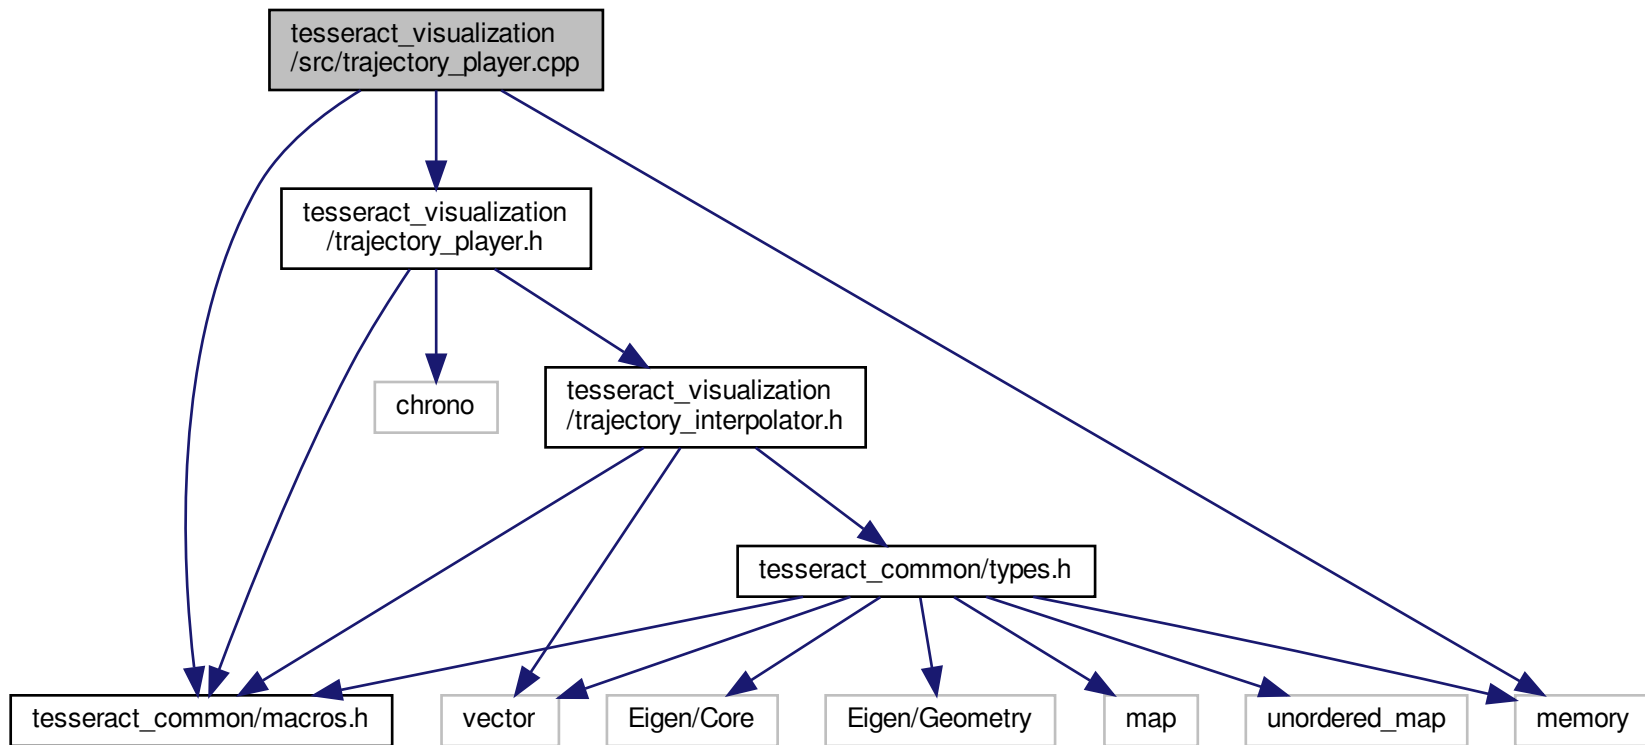 tesseract_visualization
/src/trajectory_player.cpp
tesseract_visualization
/trajectory_player.h
chrono
tesseract_visualization
/trajectory_interpolator.h
tesseract_common/types.h
tesseract_common/macros.h
vector
Eigen/Core
Eigen/Geometry
map
unordered_map
memory